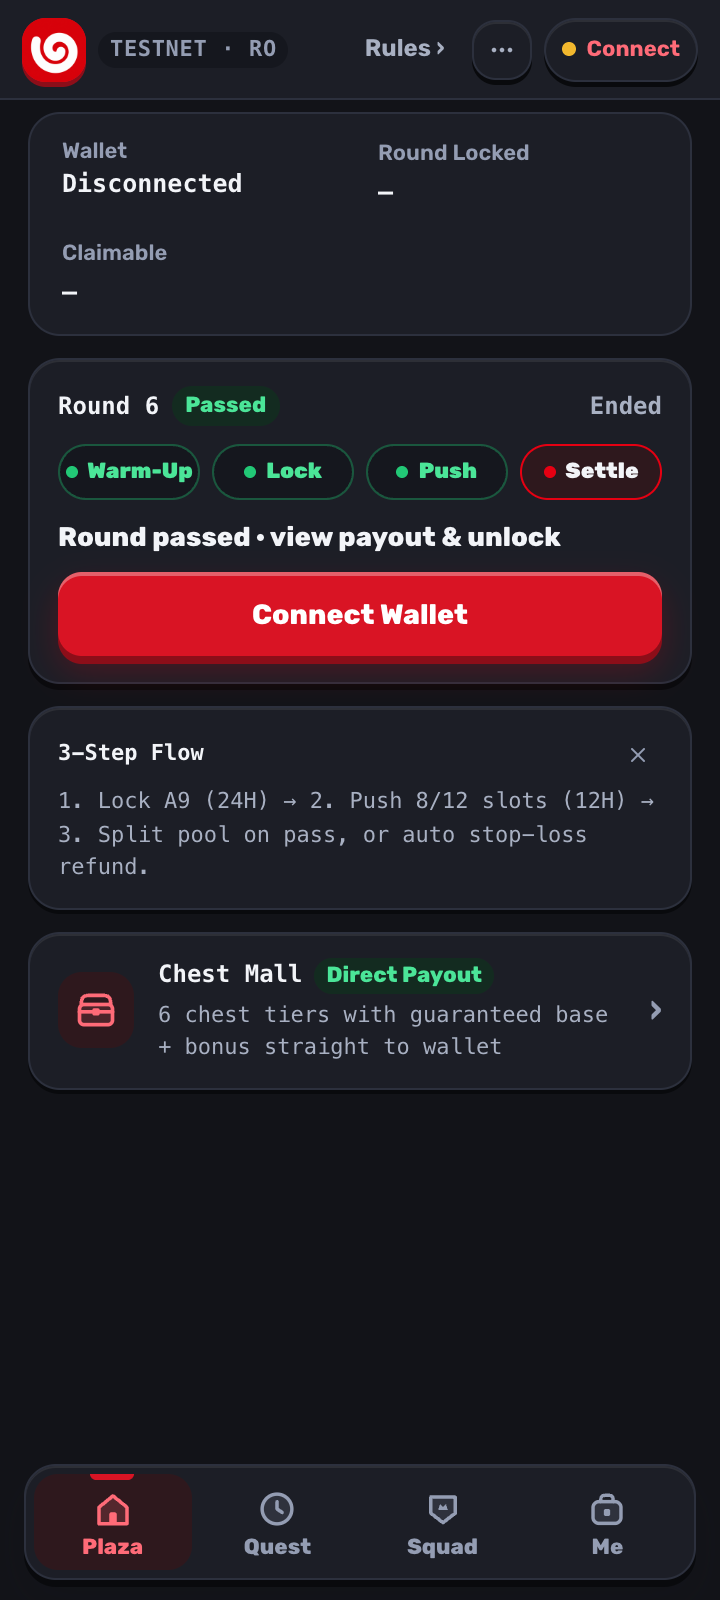 TESTNET · RO
Rules ›
···
Connect
Wallet
Disconnected
Round Locked
—
Claimable
—
Round 6 Passed Ended
Warm-Up Lock Push Settle
Round passed • view payout & unlock
Connect Wallet
3-Step Flow ×
1. Lock A9 (24H) → 2. Push 8/12 slots (12H) →
3. Split pool on pass, or auto stop-loss
refund.
Chest Mall Direct Payout
6 chest tiers with guaranteed base
+ bonus straight to wallet
Plaza Quest Squad Me